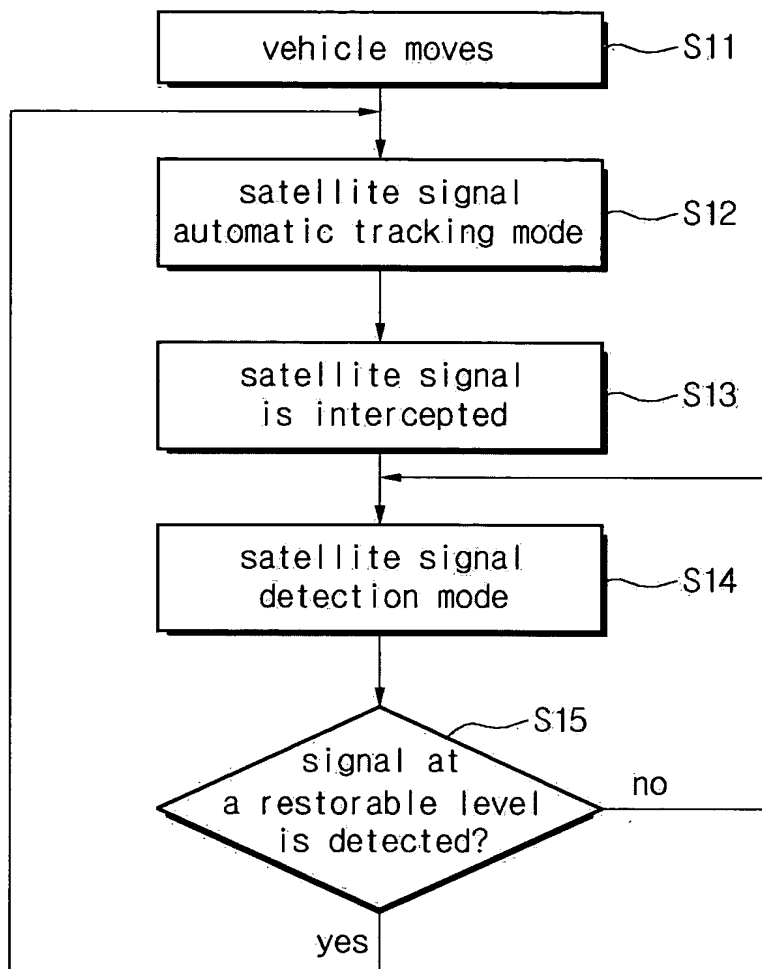 vehicle moves
S11
satellite signal
automatic tracking mode
S12
satellite signal
is intercepted
S13
satellite signal
detection mode
S14
S15
signal at
a restorable level
is detected?
no
yes